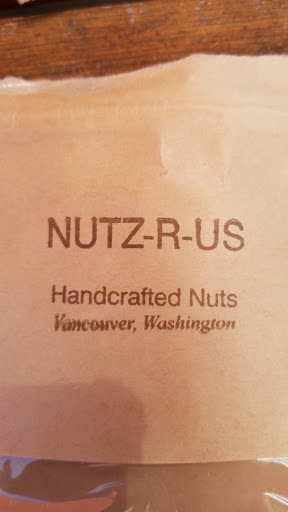 NUTZ-R-US
Handcrafted Nuts
Vancouver, Washington